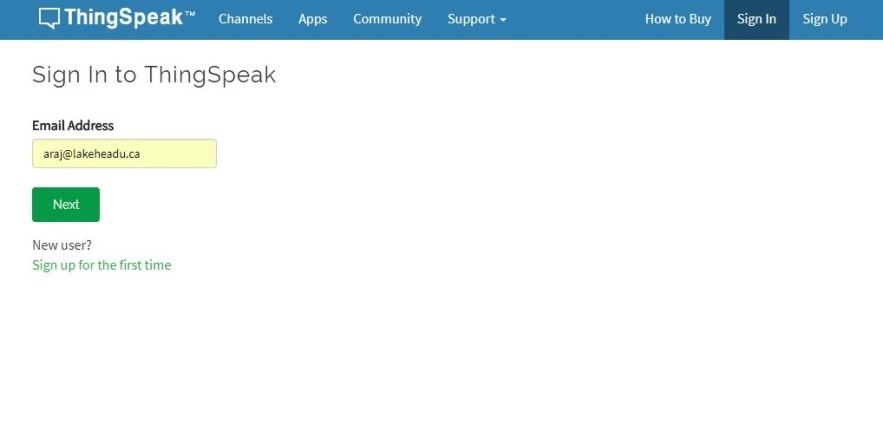 ThingSpeak™ Channels Apps Community Support How to Buy Sign In Sign Up
Sign In to ThingSpeak
Email Address
araj@lakeheadu.ca
Next
New user?
Sign up for the first time